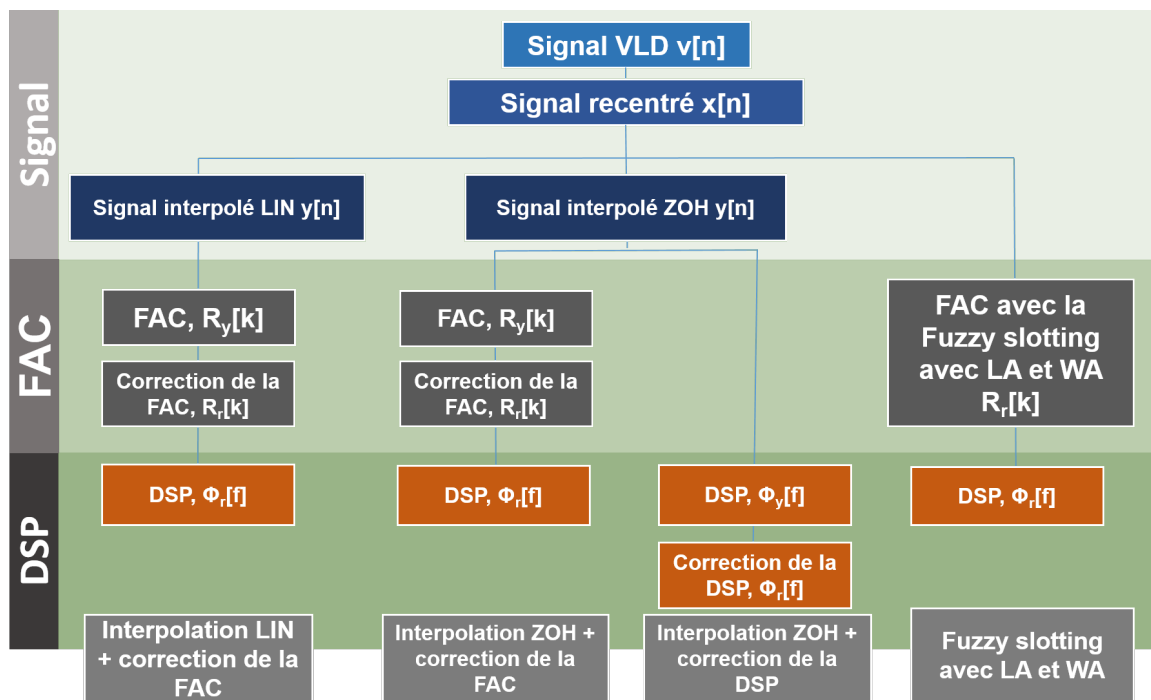 Signal
Signal VLD v[n]
Signal recentré x[n]
Signal interpolé LIN y[n]
Signal interpolé ZOH y[n]
FAC
FAC, Ry[k]
Correction de la
FAC, Rr[k]
FAC, Ry[k]
Correction de la
FAC, Rr[k]
FAC avec la
Fuzzy slotting
avec LA et WA
Rr[k]
DSP
DSP, Φr[f]
DSP, Φr[f]
DSP, Φy[f]
Correction de la
DSP, Φr[f]
DSP, Φr[f]
Interpolation LIN
+ correction de la
FAC
Interpolation ZOH +
correction de la
FAC
Interpolation ZOH +
correction de la
DSP
Fuzzy slotting
avec LA et WA